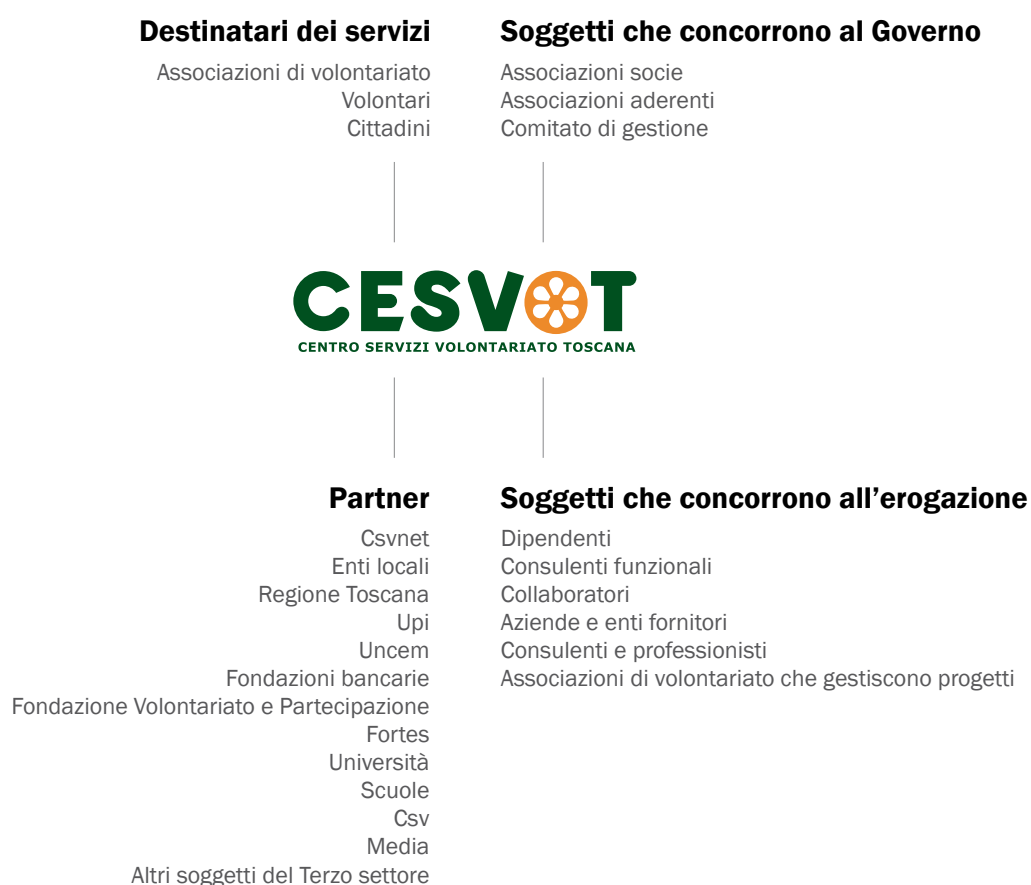 Destinatari dei servizi
Associazioni di volontariato
Volontari
Cittadini
Soggetti che concorrono al Governo
Associazioni socie
Associazioni aderenti
Comitato di gestione
CESVOT
CENTRO SERVIZI VOLONTARIATO TOSCANA
Partner
Csvnet
Enti locali
Regione Toscana
Upi
Uncem
Fondazioni bancarie
Fondazione Volontariato e Partecipazione
Fortes
Università
Scuole
Csv
Media
Altri soggetti del Terzo settore
Soggetti che concorrono all’erogazione
Dipendenti
Consulenti funzionali
Collaboratori
Aziende e enti fornitori
Consulenti e professionisti
Associazioni di volontariato che gestiscono progetti